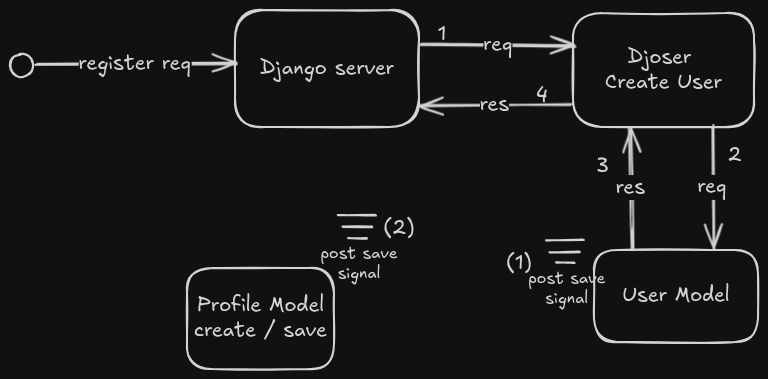 register req
Django server
1
req
res
4
Djoser
Create User
3
res
2
req
(2)
post save
signal
(1)
post save
signal
User Model
Profile Model
create / save